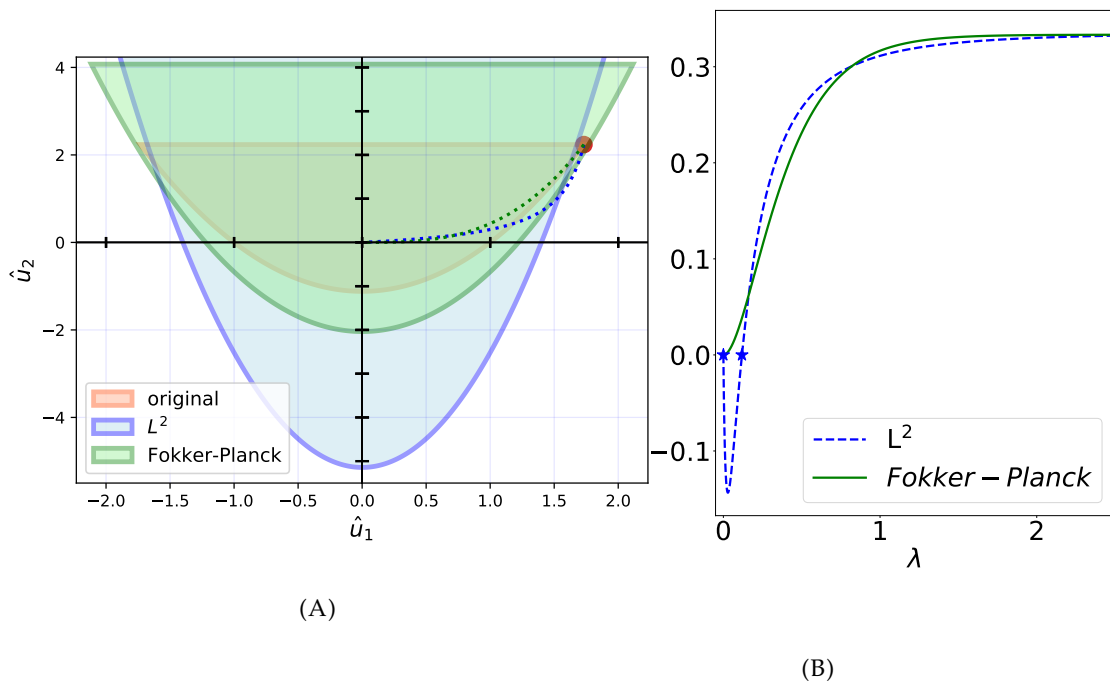 4
2
0
−2
−4
û₂
−2.0 −1.5 −1.0 −0.5 0.0 0.5 1.0 1.5 2.0
û₁
original
L²
Fokker-Planck
(A)
0.3
0.2
0.1
0.0
−0.1
L²
Fokker − Planck
0 1 2
λ
(B)